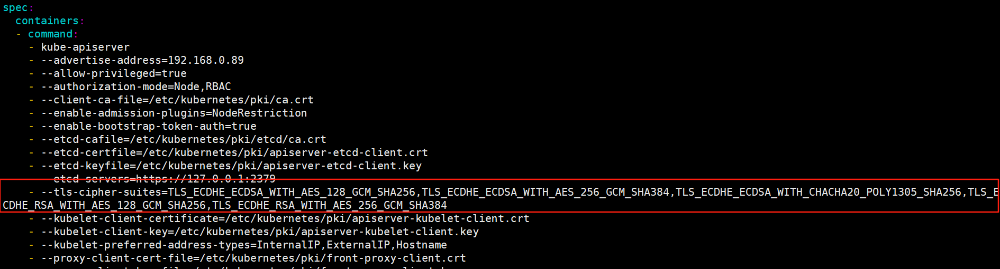 spec:
  containers:
  - command:
    - kube-apiserver
    - --advertise-address=192.168.0.89
    - --allow-privileged=true
    - --authorization-mode=Node,RBAC
    - --client-ca-file=/etc/kubernetes/pki/ca.crt
    - --enable-admission-plugins=NodeRestriction
    - --enable-bootstrap-token-auth=true
    - --etcd-cafile=/etc/kubernetes/pki/etcd/ca.crt
    - --etcd-certfile=/etc/kubernetes/pki/apiserver-etcd-client.crt
    - --etcd-keyfile=/etc/kubernetes/pki/apiserver-etcd-client.key
    etcd-servers=https://127.0.0.1:2379
    - --tls-cipher-suites=TLS_ECDHE_ECDSA_WITH_AES_128_GCM_SHA256,TLS_ECDHE_ECDSA_WITH_AES_256_GCM_SHA384,TLS_ECDHE_ECDSA_WITH_CHACHA20_POLY1305_SHA256,TLS_E
CDHE_RSA_WITH_AES_128_GCM_SHA256,TLS_ECDHE_RSA_WITH_AES_256_GCM_SHA384
    - --kubelet-client-certificate=/etc/kubernetes/pki/apiserver-kubelet-client.crt
    - --kubelet-client-key=/etc/kubernetes/pki/apiserver-kubelet-client.key
    - --kubelet-preferred-address-types=InternalIP,ExternalIP,Hostname
    - --proxy-client-cert-file=/etc/kubernetes/pki/front-proxy-client.crt